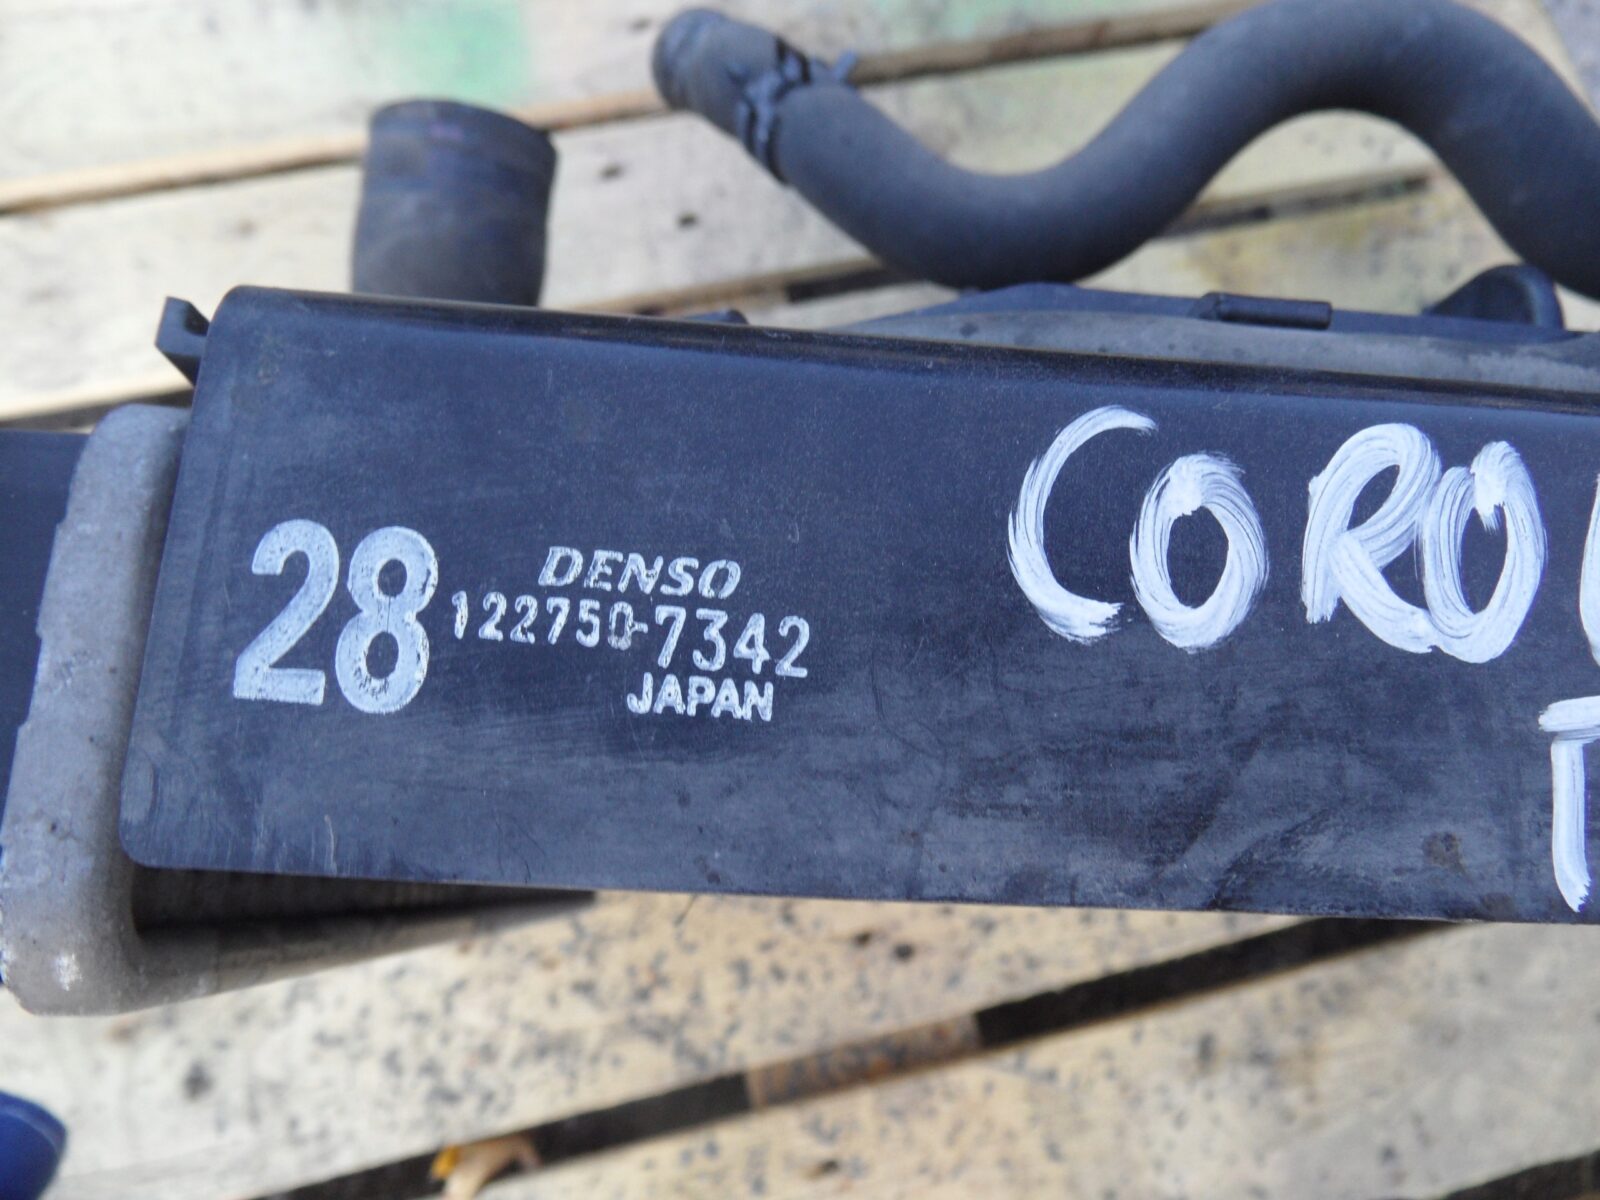 28
DENSO
122750-7342
JAPAN
CORO
T